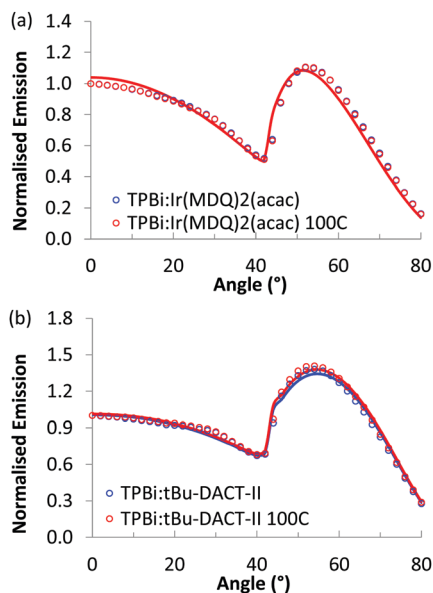 (a)
1.4
1.2
1.0
0.8
0.6
0.4
0.2
0.0
Normalised Emission
TPBi:Ir(MDQ)2(acac)
TPBi:Ir(MDQ)2(acac) 100C
0 20 40 60 80
Angle (°)
(b)
1.8
1.5
1.2
0.9
0.6
0.3
Normalised Emission
TPBi:tBu-DACT-II
TPBi:tBu-DACT-II 100C
0 20 40 60 80
Angle (°)